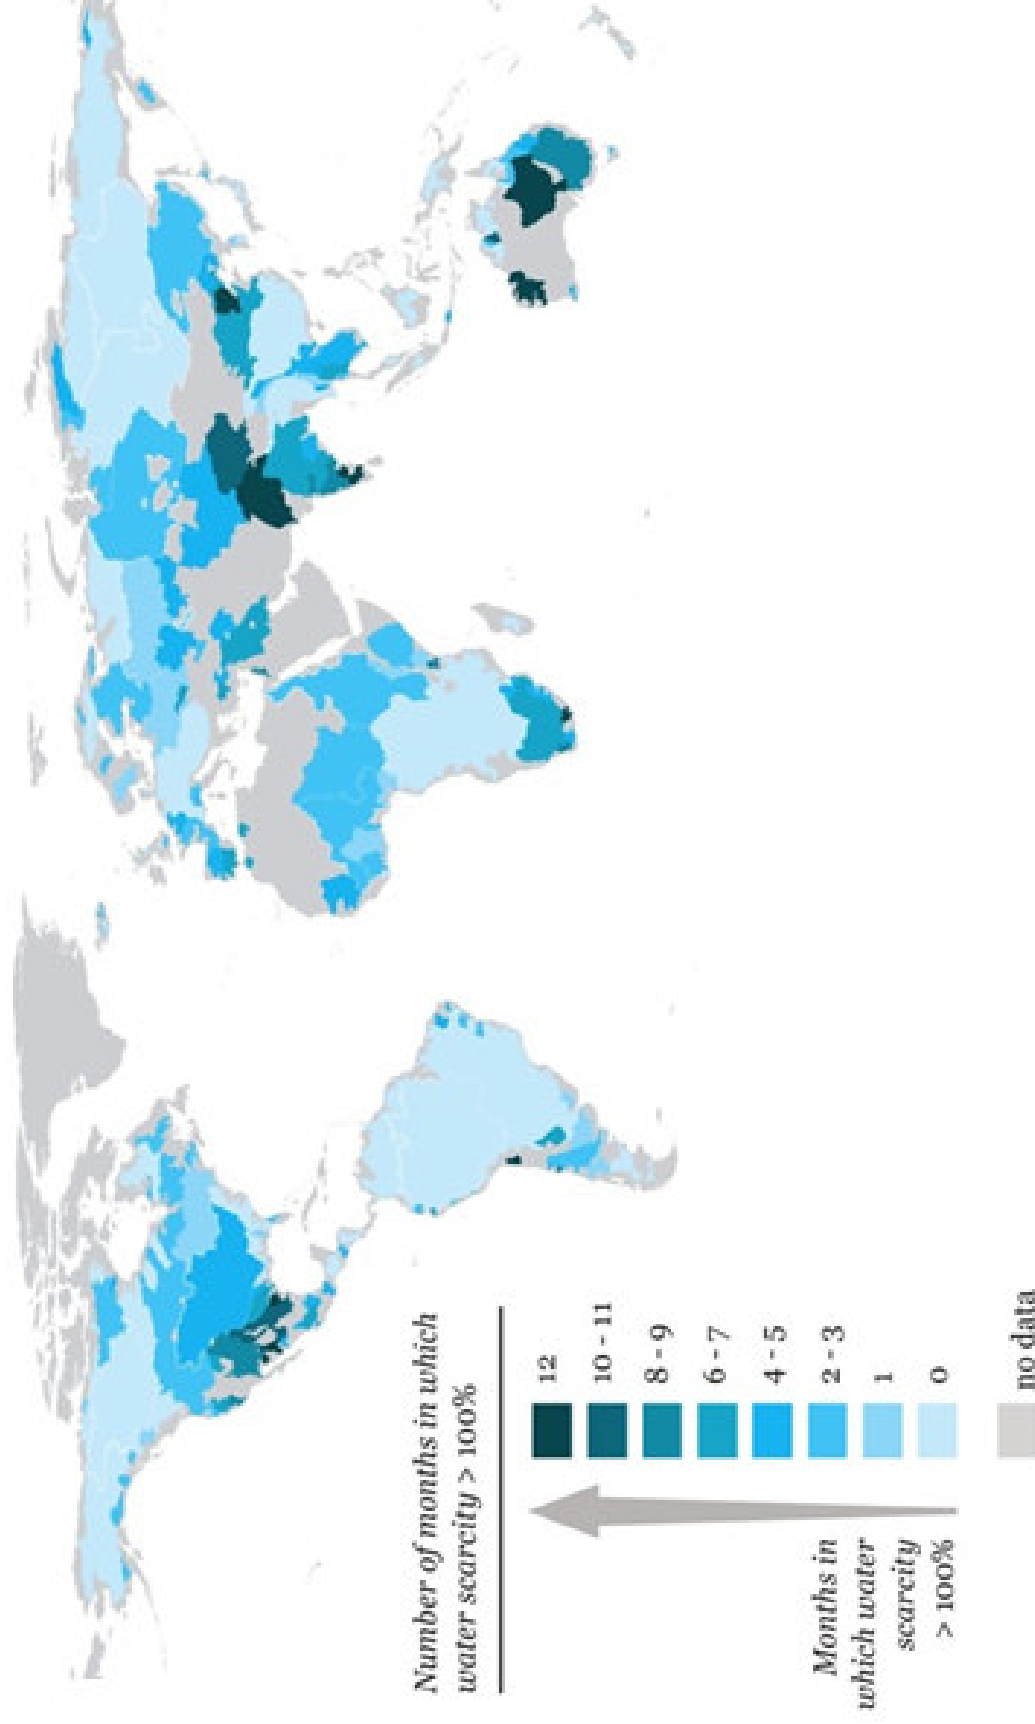 Number of months in which
water scarcity > 100%
12
10 - 11
8 - 9
6 - 7
4 - 5
2 - 3
1
0
no data
Months in
which water
scarcity
> 100%